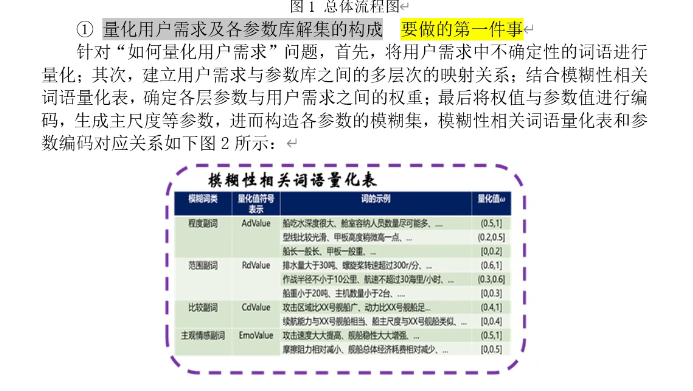 图 1 总体流程图
① 量化用户需求及各参数库解集的构成 要做的第一件事
针对“如何量化用户需求”问题，首先，将用户需求中不确定性的词语进行
量化；其次，建立用户需求与参数库之间的多层次的映射关系；结合模糊性相关
词语量化表，确定各层参数与用户需求之间的权重；最后将权值与参数值进行编
码，生成主尺度等参数，进而构造各参数的模糊集，模糊性相关词语量化表和参
数编码对应关系如下图 2 所示：
模糊性相关词语量化表
模糊词类 量化值符号表示 词的示例 量化值ω
程度副词 AdValue 船吃水深度很大、舱室容纳人员数量尽可能多、.... (0.5,1]
型线比较光滑、甲板高度稍微高一点、... (0.2,0.5]
船长一般长、甲板一般重、... [0,0.2]
范围副词 RdValue 排水量大于30吨、螺旋桨转速超过300r/分、... (0.6,1]
作战半径不小于10公里、航速不超过30海里/小时、... (0.3,0.6]
船重小于20吨、主机数量小于2台、.... [0,0.3]
比较副词 CdValue 攻击区域比XX号舰船广、动力比XX号舰船足... (0.4,1]
续航能力与XX号舰船相当、船主尺度与XX号舰船类似、... [0,0.4]
主观情感副词 EmoValue 攻击速度大大提高、舰船稳性大大增强、... (0.5,1]
摩擦阻力相对减小、舰船总体经济耗费相对减少、... [0,0.5]